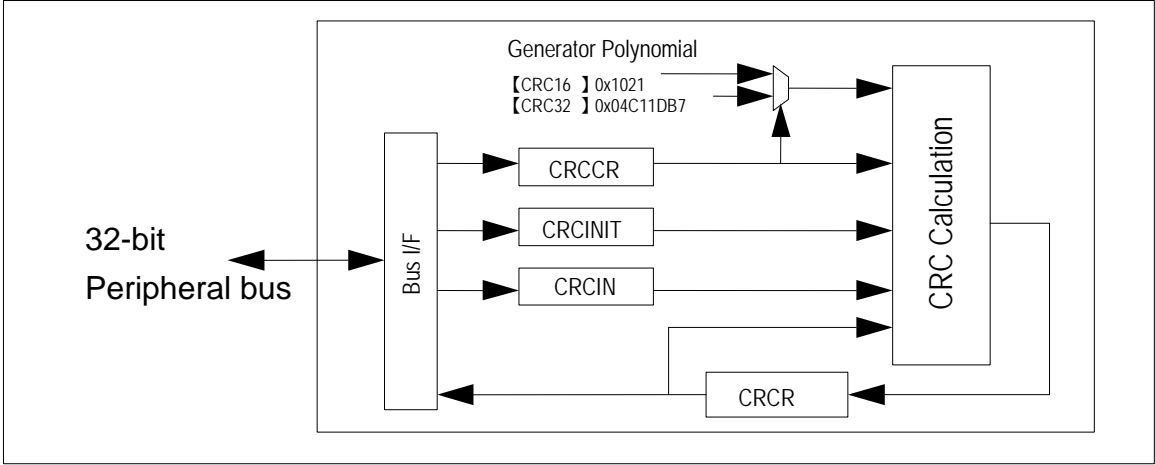 Generator Polynomial
【CRC16 】0x1021
【CRC32 】0x04C11DB7
CRCCR
CRCINIT
CRCIN
CRCR
32-bit
Peripheral bus
Bus I/F
CRC Calculation